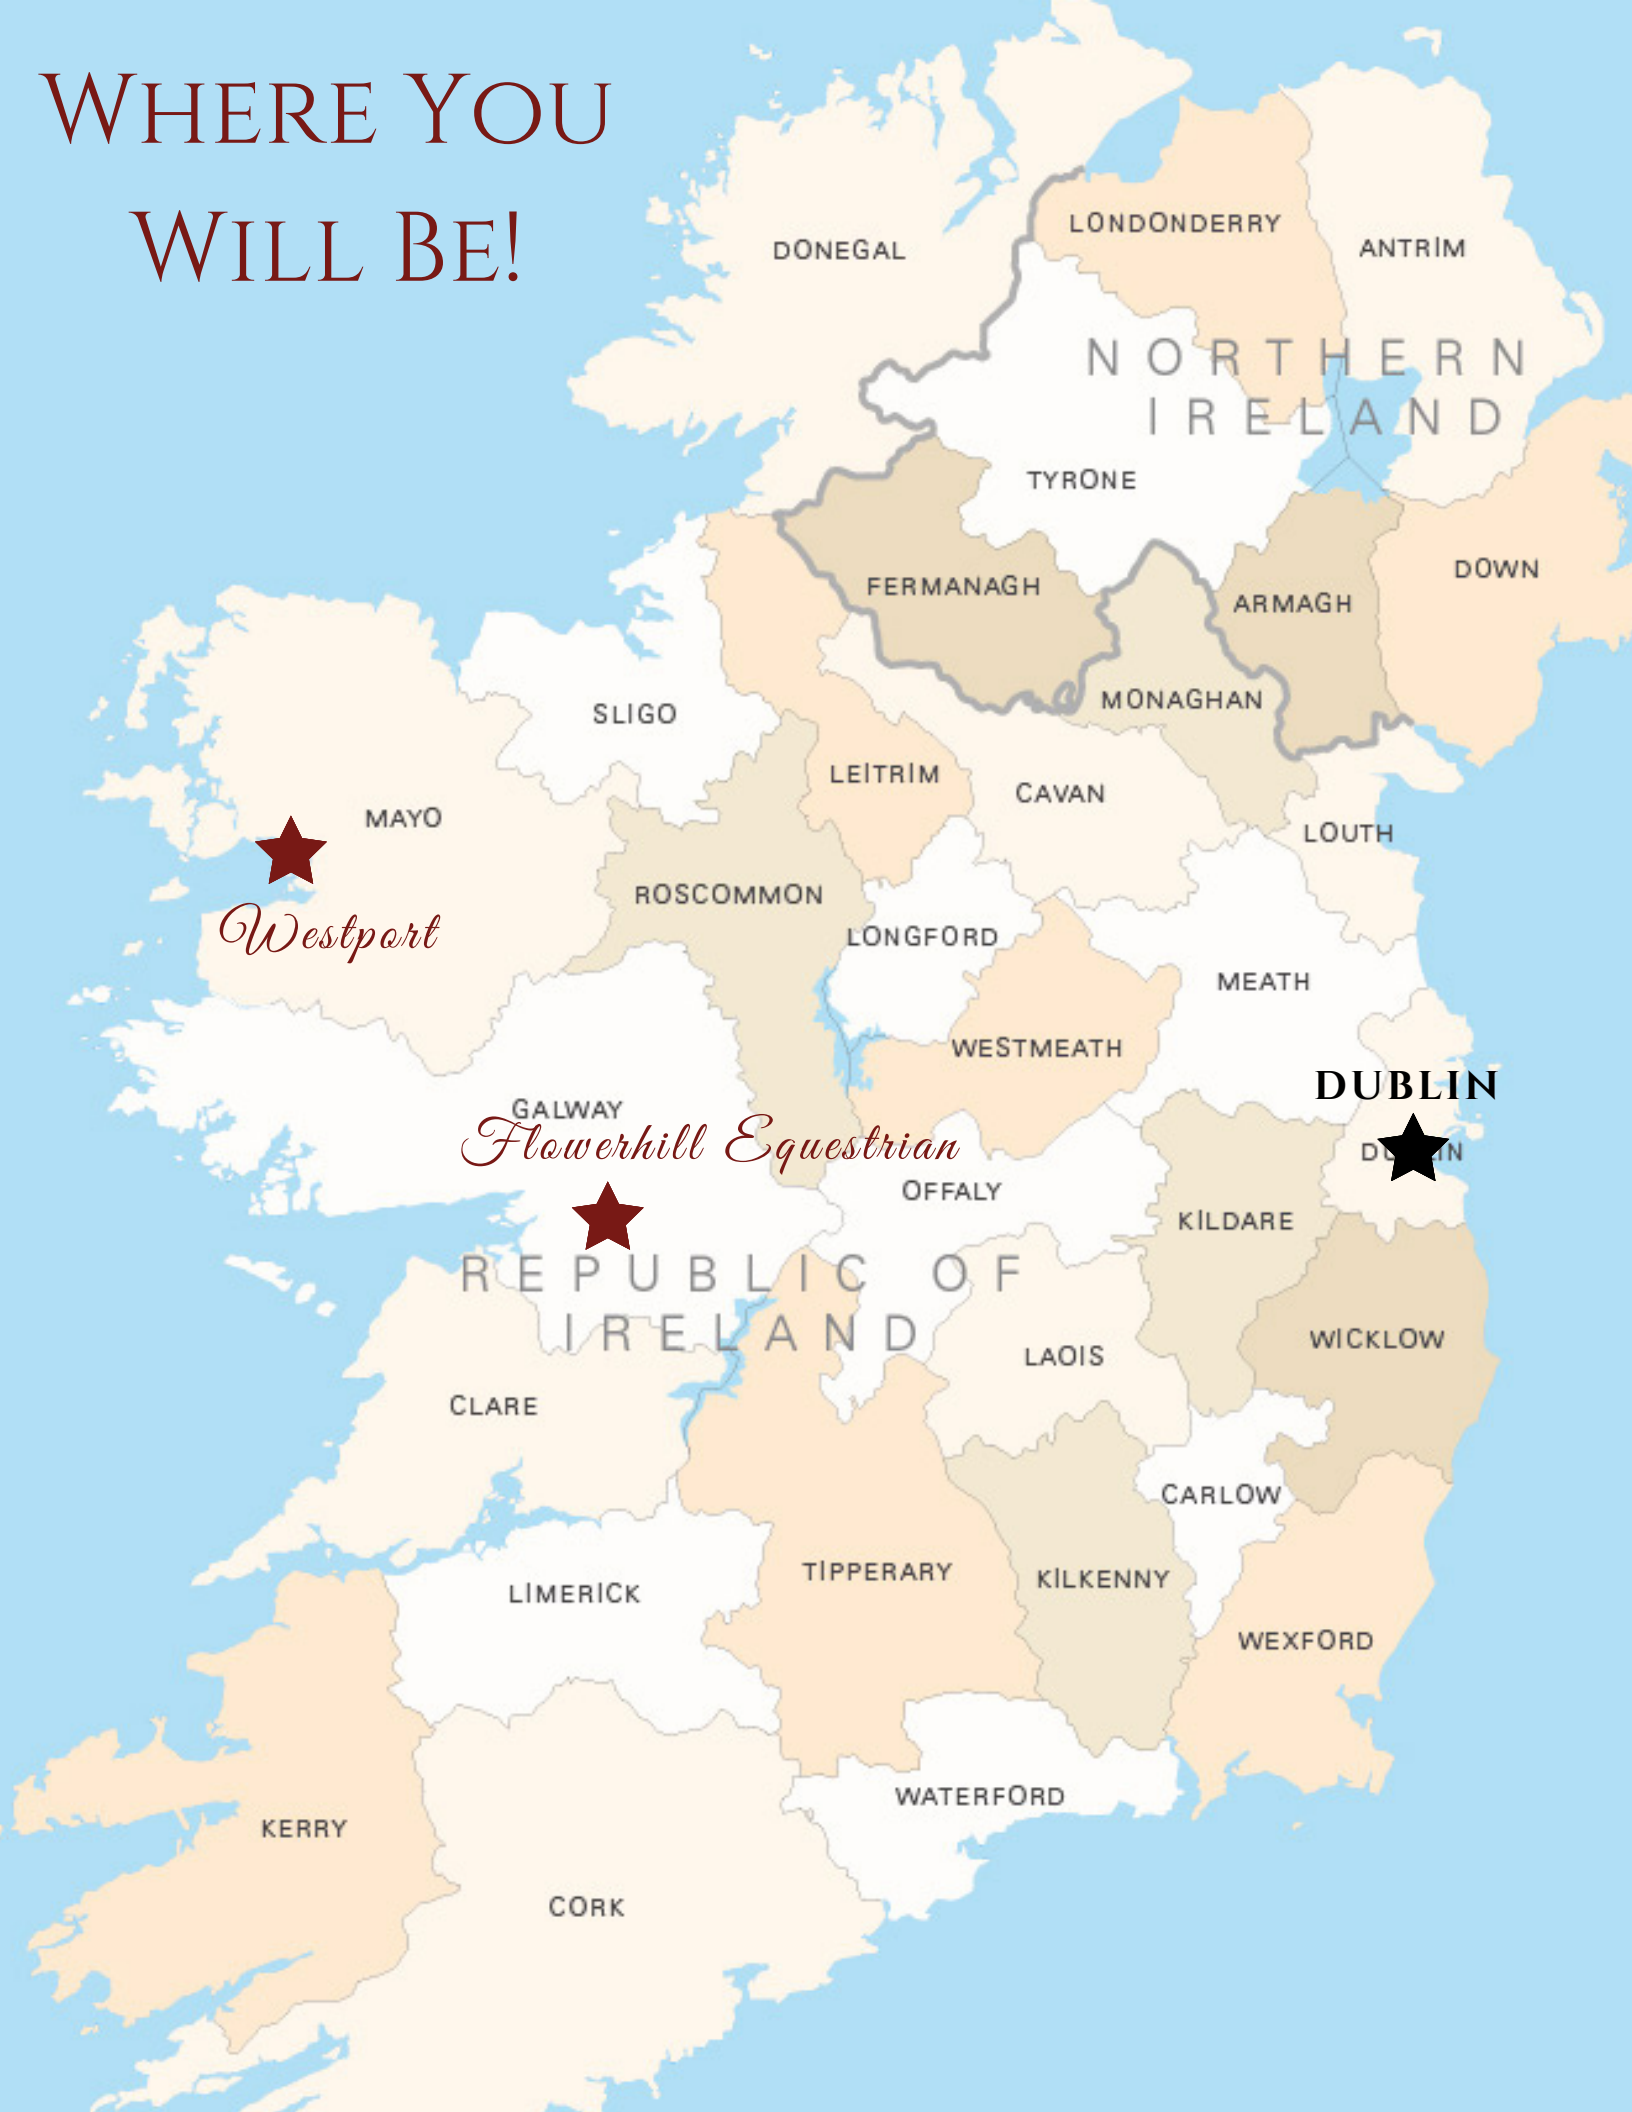 WHERE YOU
WILL BE!
DONEGAL
LONDONDERRY
ANTRIM
NORTHERN
IRELAND
TYRONE
FERMANAGH
ARMAGH
DOWN
MONAGHAN
SLIGO
LEITRIM
CAVAN
MAYO
LOUTH
ROSCOMMON
Westport
LONGFORD
MEATH
WESTMEATH
DUBLIN
GALWAY
Flowerhill Equestrian
DUBLIN
OFFALY
KILDARE
REPUBLIC OF
IRELAND
WICKLOW
LAOIS
CLARE
CARLOW
TIPPERARY
KILKENNY
LIMERICK
WEXFORD
WATERFORD
KERRY
CORK